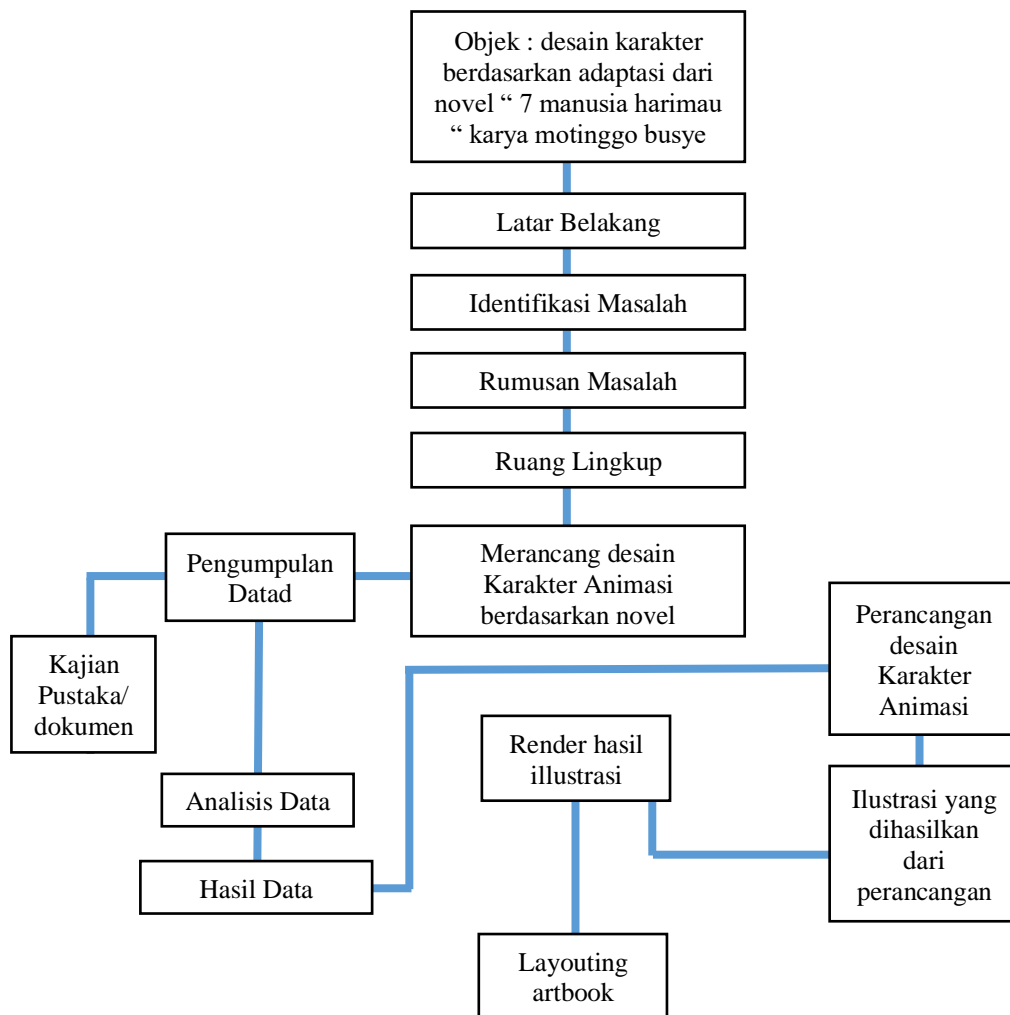 Objek : desain karakter
berdasarkan adaptasi dari
novel “ 7 manusia harimau
“ karya motinggo busye
Latar Belakang
Identifikasi Masalah
Rumusan Masalah
Ruang Lingkup
Merancang desain
Karakter Animasi
berdasarkan novel
Pengumpulan
Datad
Kajian
Pustaka/
dokumen
Analisis Data
Hasil Data
Perancangan
desain
Karakter
Animasi
Ilustrasi yang
dihasilkan
dari
perancangan
Render hasil
illustrasi
Layouting
artbook